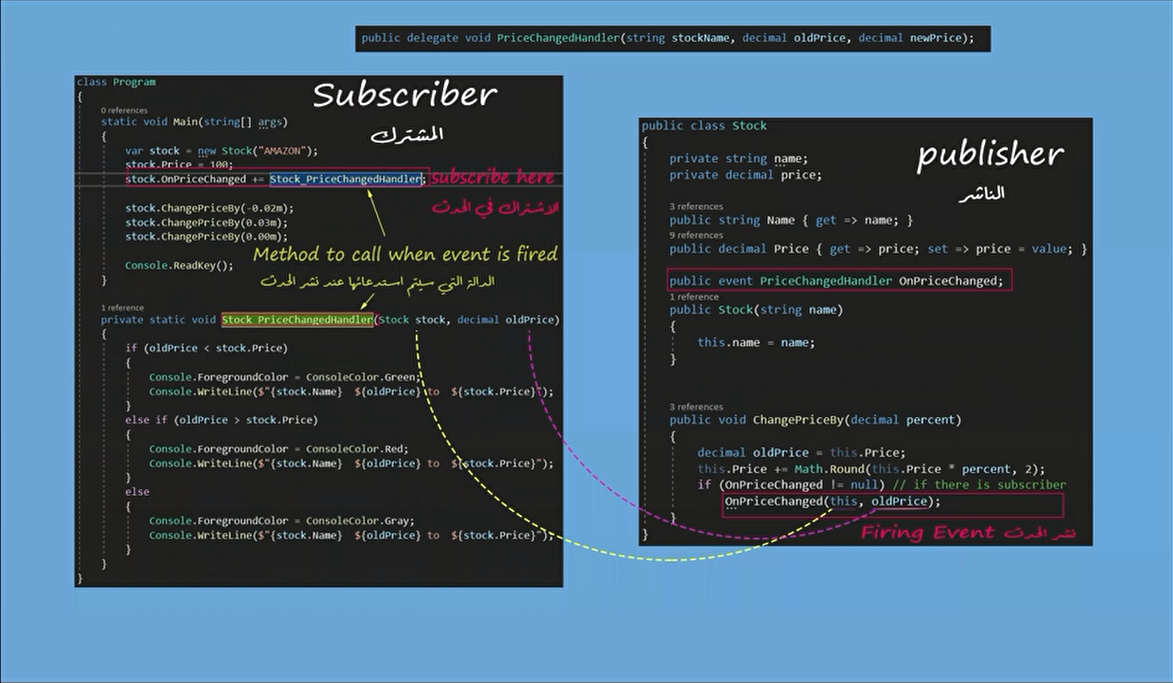 public delegate void PriceChangedHandler(string stockName, decimal oldPrice, decimal newPrice);
class Program
{
Subscriber
المشترك
0 references
static void Main(string[] args)
{
var stock = new Stock("AMAZON");
stock.Price = 100;
stock.OnPriceChanged += Stock_PriceChangedHandler;
subscribe here
الاشتراك في الحدث
stock.ChangePriceBy(-0.02m);
stock.ChangePriceBy(0.03m);
stock.ChangePriceBy(0.00m);
Method to call when event is fired
الدالة التي سيتم استدعائها عند نشر الحدث
Console.ReadKey();
}
1 reference
private static void Stock_PriceChangedHandler(Stock stock, decimal oldPrice)
{
if (oldPrice < stock.Price)
{
Console.ForegroundColor = ConsoleColor.Green;
Console.WriteLine($"{stock.Name} ${oldPrice} to ${stock.Price}");
}
else if (oldPrice > stock.Price)
{
Console.ForegroundColor = ConsoleColor.Red;
Console.WriteLine($"{stock.Name} ${oldPrice} to ${stock.Price}");
}
else
{
Console.ForegroundColor = ConsoleColor.Gray;
Console.WriteLine($"{stock.Name} ${oldPrice} to ${stock.Price}");
}
}
}
public class Stock
{
publisher
الناشر
private string name;
private decimal price;
3 references
public string Name { get => name; }
9 references
public decimal Price { get => price; set => price = value; }
public event PriceChangedHandler OnPriceChanged;
1 reference
public Stock(string name)
{
this.name = name;
}
3 references
public void ChangePriceBy(decimal percent)
{
decimal oldPrice = this.Price;
this.Price += Math.Round(this.Price * percent, 2);
if (OnPriceChanged != null) // if there is subscriber
OnPriceChanged(this, oldPrice);
}
Firing Event نشر الحدث
}